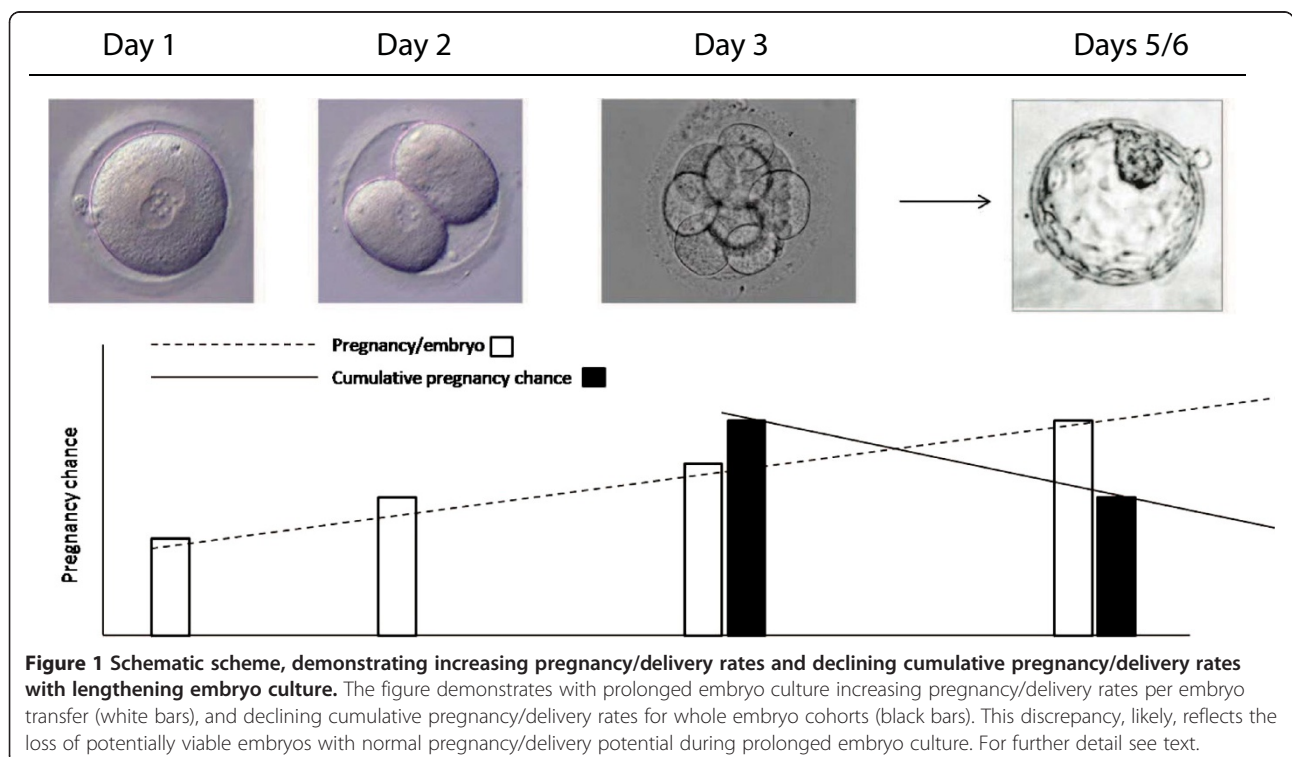 Day 1 Day 2 Day 3 Days 5/6
Pregnancy/embryo
Cumulative pregnancy chance
Pregnancy chance
Figure 1 Schematic scheme, demonstrating increasing pregnancy/delivery rates and declining cumulative pregnancy/delivery rates
with lengthening embryo culture. The figure demonstrates with prolonged embryo culture increasing pregnancy/delivery rates per embryo
transfer (white bars), and declining cumulative pregnancy/delivery rates for whole embryo cohorts (black bars). This discrepancy, likely, reflects the
loss of potentially viable embryos with normal pregnancy/delivery potential during prolonged embryo culture. For further detail see text.